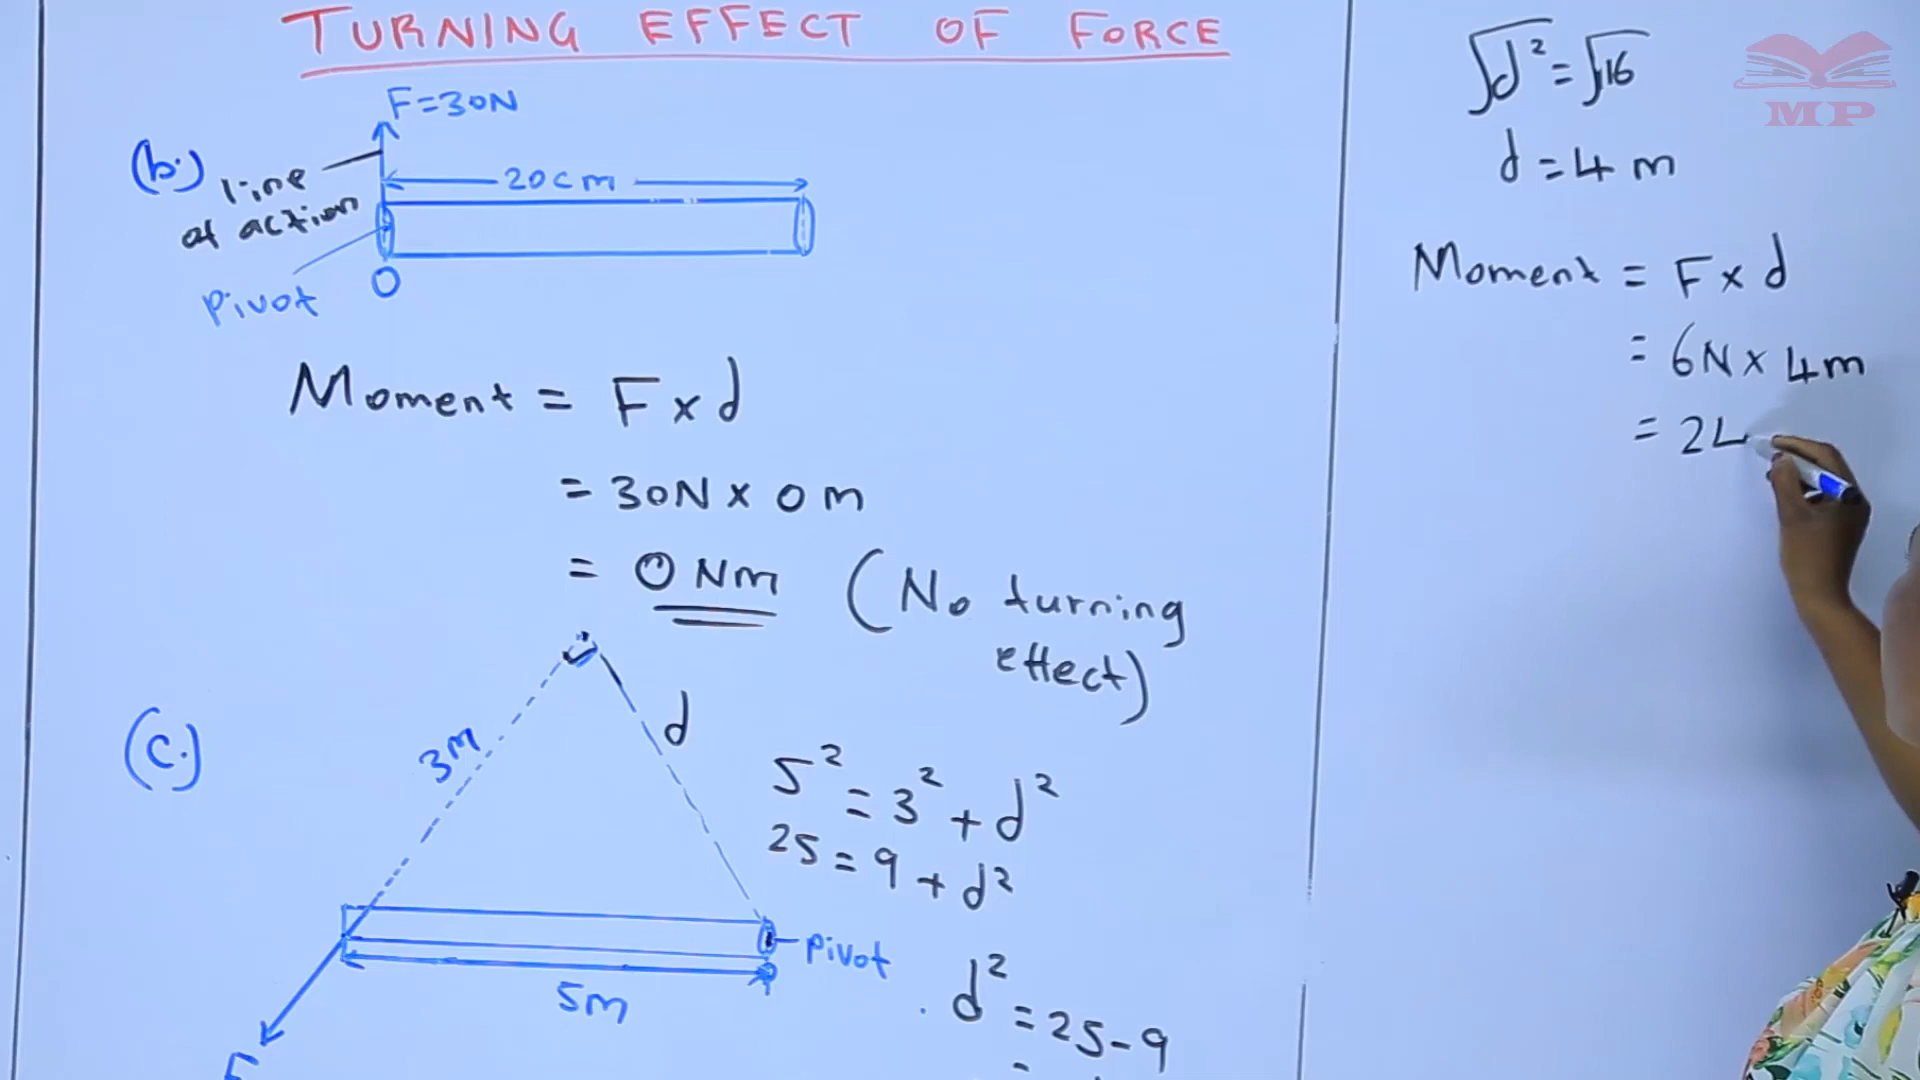 TURNING EFFECT OF FORCE
F=30N
(b.) line
of action
20cm
Pivot
O
Moment = F x d
= 30N x 0 m
= 0 Nm (No turning
effect)
(c.)
3m
d
5² = 3² + d²
25 = 9 + d²
Pivot
5m
d² = 25 - 9
=
F
√d² = √16
d = 4 m
Moment = F x d
= 6N x 4m
= 24
MP